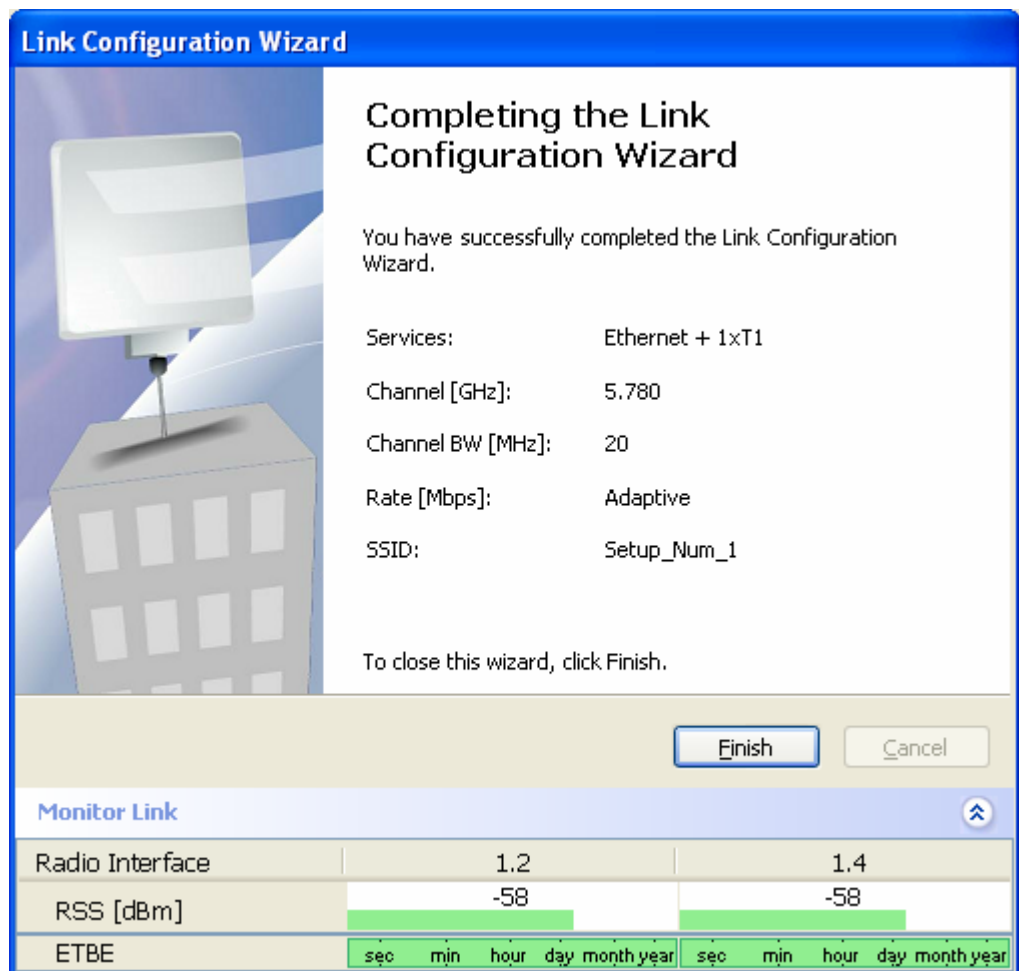 Link Configuration Wizard
Completing the Link
Configuration Wizard
You have successfully completed the Link Configuration
Wizard.
Services: Ethernet + 1xT1
Channel [GHz]: 5.780
Channel BW [MHz]: 20
Rate [Mbps]: Adaptive
SSID: Setup_Num_1
To close this wizard, click Finish.
Finish Cancel
Monitor Link
Radio Interface 1.2 1.4
RSS [dBm] -58 -58
ETBE sec min hour day month year sec min hour day month year